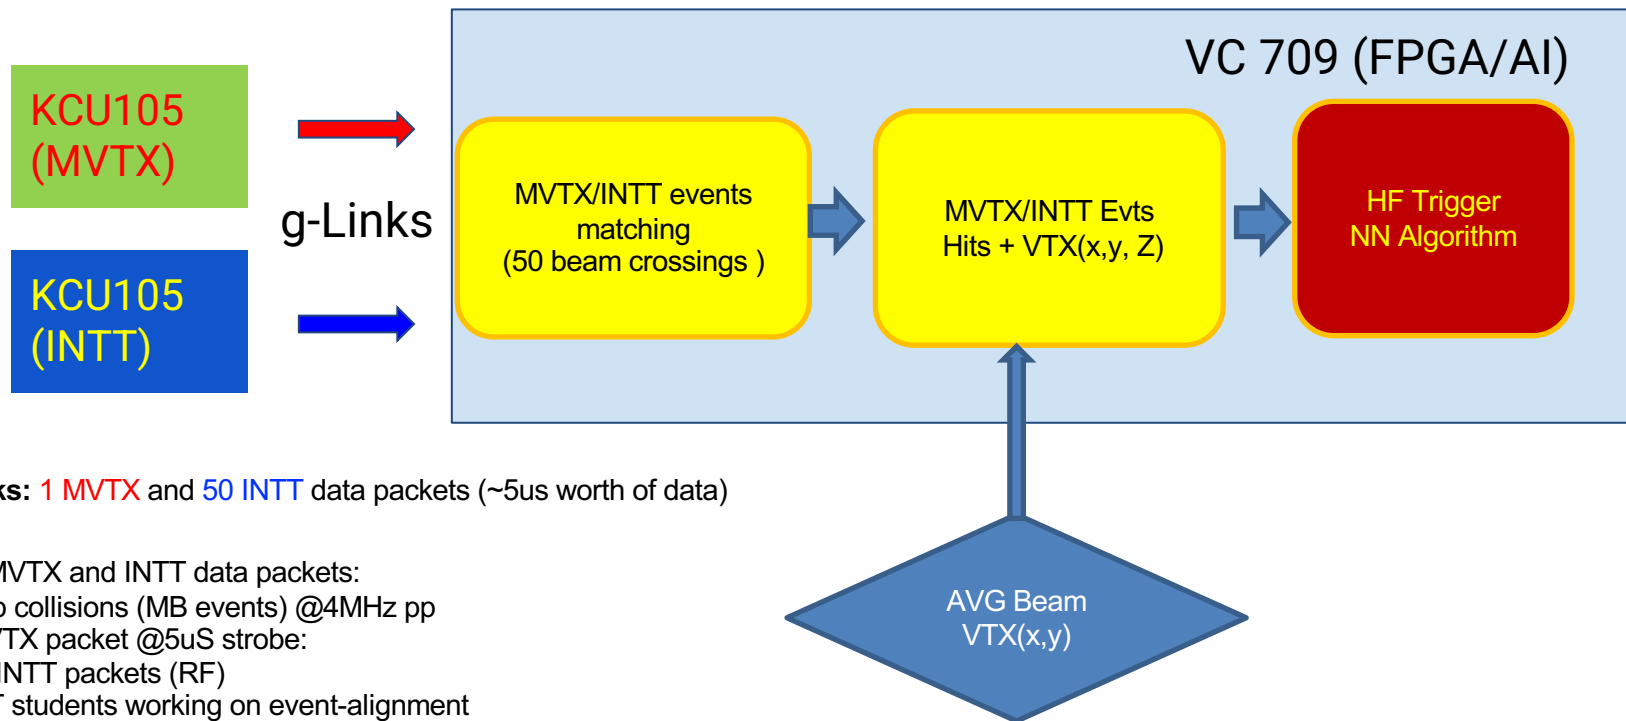 VC 709 (FPGA/AI)
KCU105
(MVTX)
g-Links
KCU105
(INTT)
MVTX/INTT events
matching
(50 beam crossings )
MVTX/INTT Evts
Hits + VTX(x,y, Z)
HF Trigger
NN Algorithm
AVG Beam
VTX(x,y)
ks: 1 MVTX and 50 INTT data packets (~5us worth of data)
MVTX and INTT data packets:
collisions (MB events) @4MHz pp
packet @5uS strobe:
INTT packets (RF)
students working on event-alignment